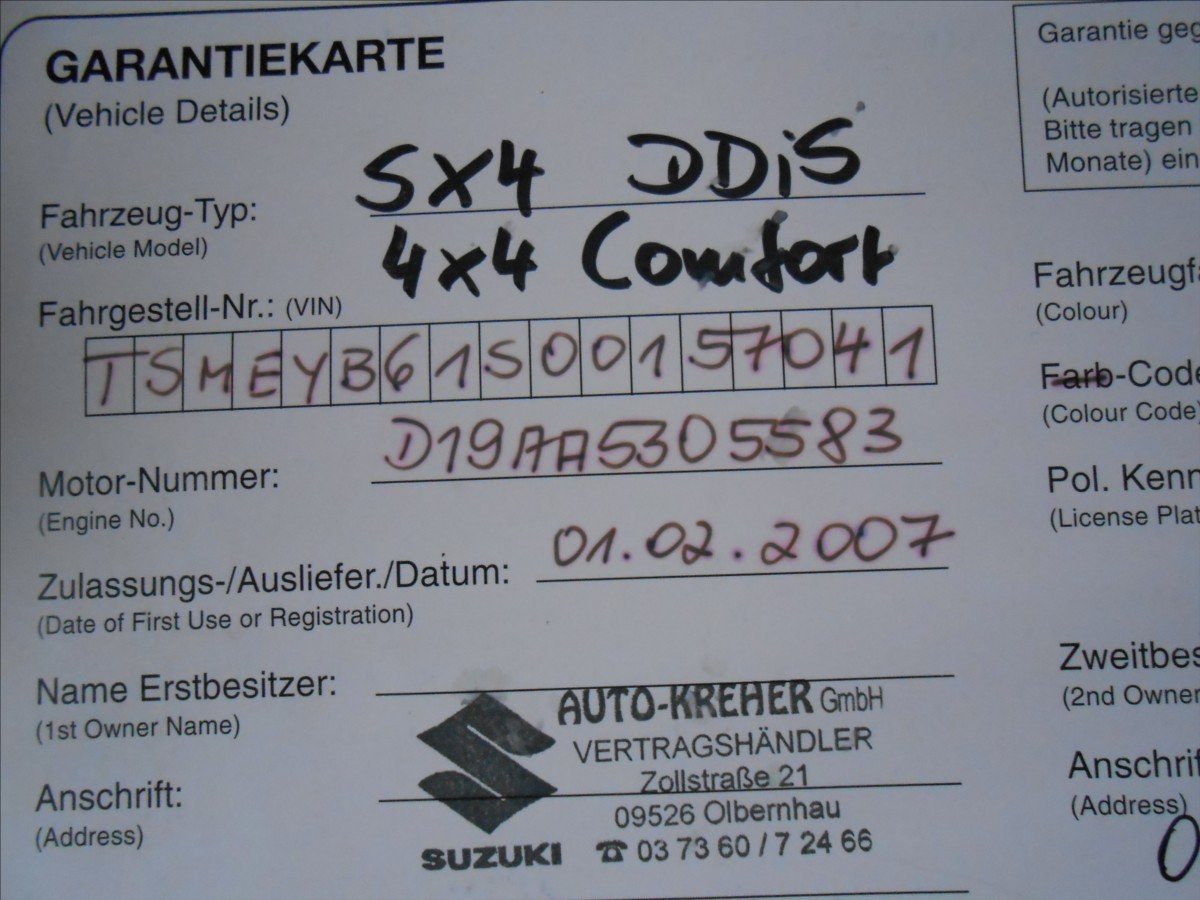 GARANTIEKARTE
(Vehicle Details)
Fahrzeug-Typ: SX4 DDiS
(Vehicle Model) 4x4 Comfort
Fahrgestell-Nr.: (VIN)
TSMEYB61S00157041
Motor-Nummer: D19AA5305583
(Engine No.)
Zulassungs-/Ausliefer./Datum: 01.02.2007
(Date of First Use or Registration)
Name Erstbesitzer:
(1st Owner Name)
Anschrift:
(Address)
AUTO-KREHER GmbH
VERTRAGSHÄNDLER
Zollstraße 21
09526 Olbernhau
SUZUKI ☎ 03 73 60 / 7 24 66
Garantie geg
(Autorisierte
Bitte tragen
Monate) ein
Fahrzeugfa
(Colour)
Farb-Code
(Colour Code)
Pol. Kenn
(License Plat
Zweitbes
(2nd Owner
Anschrif
(Address)
0